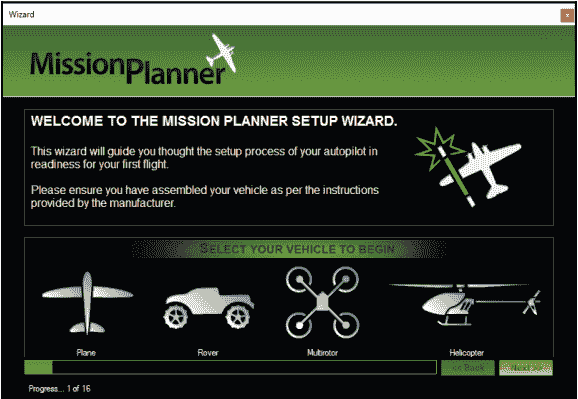 Wizard
x
MissionPlanner
WELCOME TO THE MISSION PLANNER SETUP WIZARD.
This wizard will guide you thought the setup process of your autopilot in
readiness for your first flight.
Please ensure you have assembled your vehicle as per the instructions
provided by the manufacturer.
SELECT YOUR VEHICLE TO BEGIN
Plane Rover Multirotor Helicopter
<< Back Next >>
Progress... 1 of 16